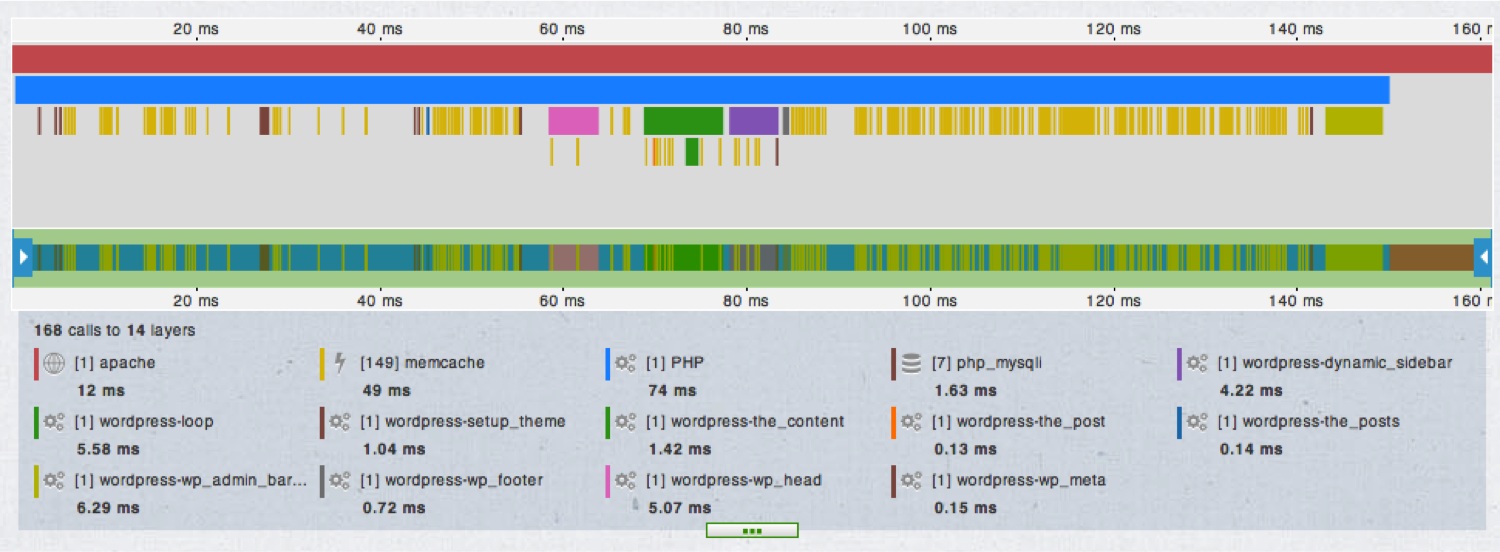 20 ms 40 ms 60 ms 80 ms 100 ms 120 ms 140 ms 160 r
20 ms 40 ms 60 ms 80 ms 100 ms 120 ms 140 ms 160 r
168 calls to 14 layers
[1] apache [149] memcache [1] PHP [7] php_mysqli [1] wordpress-dynamic_sidebar
12 ms 49 ms 74 ms 1.63 ms 4.22 ms
[1] wordpress-loop [1] wordpress-setup_theme [1] wordpress-the_content [1] wordpress-the_post [1] wordpress-the_posts
5.58 ms 1.04 ms 1.42 ms 0.13 ms 0.14 ms
[1] wordpress-wp_admin_bar... [1] wordpress-wp_footer [1] wordpress-wp_head [1] wordpress-wp_meta
6.29 ms 0.72 ms 5.07 ms 0.15 ms